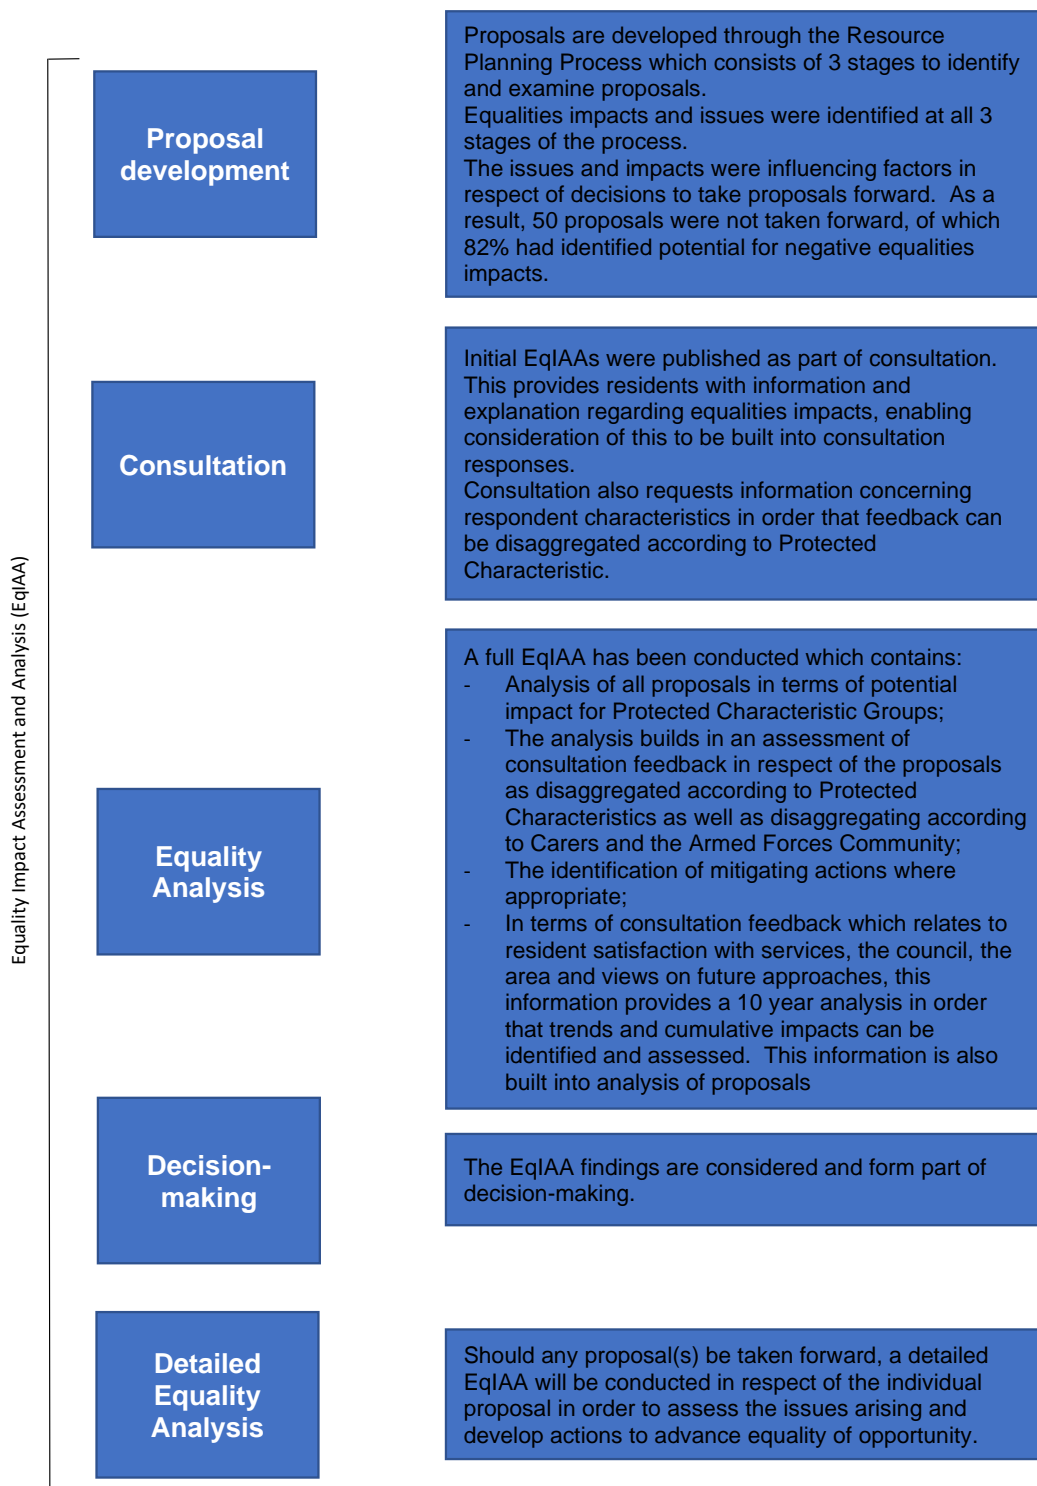 Equality Impact Assessment and Analysis (EqIAA)
Proposal
development
Proposals are developed through the Resource
Planning Process which consists of 3 stages to identify
and examine proposals.
Equalities impacts and issues were identified at all 3
stages of the process.
The issues and impacts were influencing factors in
respect of decisions to take proposals forward.  As a
result, 50 proposals were not taken forward, of which
82% had identified potential for negative equalities
impacts.
Consultation
Initial EqIAAs were published as part of consultation.
This provides residents with information and
explanation regarding equalities impacts, enabling
consideration of this to be built into consultation
responses.
Consultation also requests information concerning
respondent characteristics in order that feedback can
be disaggregated according to Protected
Characteristic.
Equality
Analysis
A full EqIAA has been conducted which contains:
- Analysis of all proposals in terms of potential
impact for Protected Characteristic Groups;
- The analysis builds in an assessment of
consultation feedback in respect of the proposals
as disaggregated according to Protected
Characteristics as well as disaggregating according
to Carers and the Armed Forces Community;
- The identification of mitigating actions where
appropriate;
- In terms of consultation feedback which relates to
resident satisfaction with services, the council, the
area and views on future approaches, this
information provides a 10 year analysis in order
that trends and cumulative impacts can be
identified and assessed.  This information is also
built into analysis of proposals
Decision-
making
The EqIAA findings are considered and form part of
decision-making.
Detailed
Equality
Analysis
Should any proposal(s) be taken forward, a detailed
EqIAA will be conducted in respect of the individual
proposal in order to assess the issues arising and
develop actions to advance equality of opportunity.